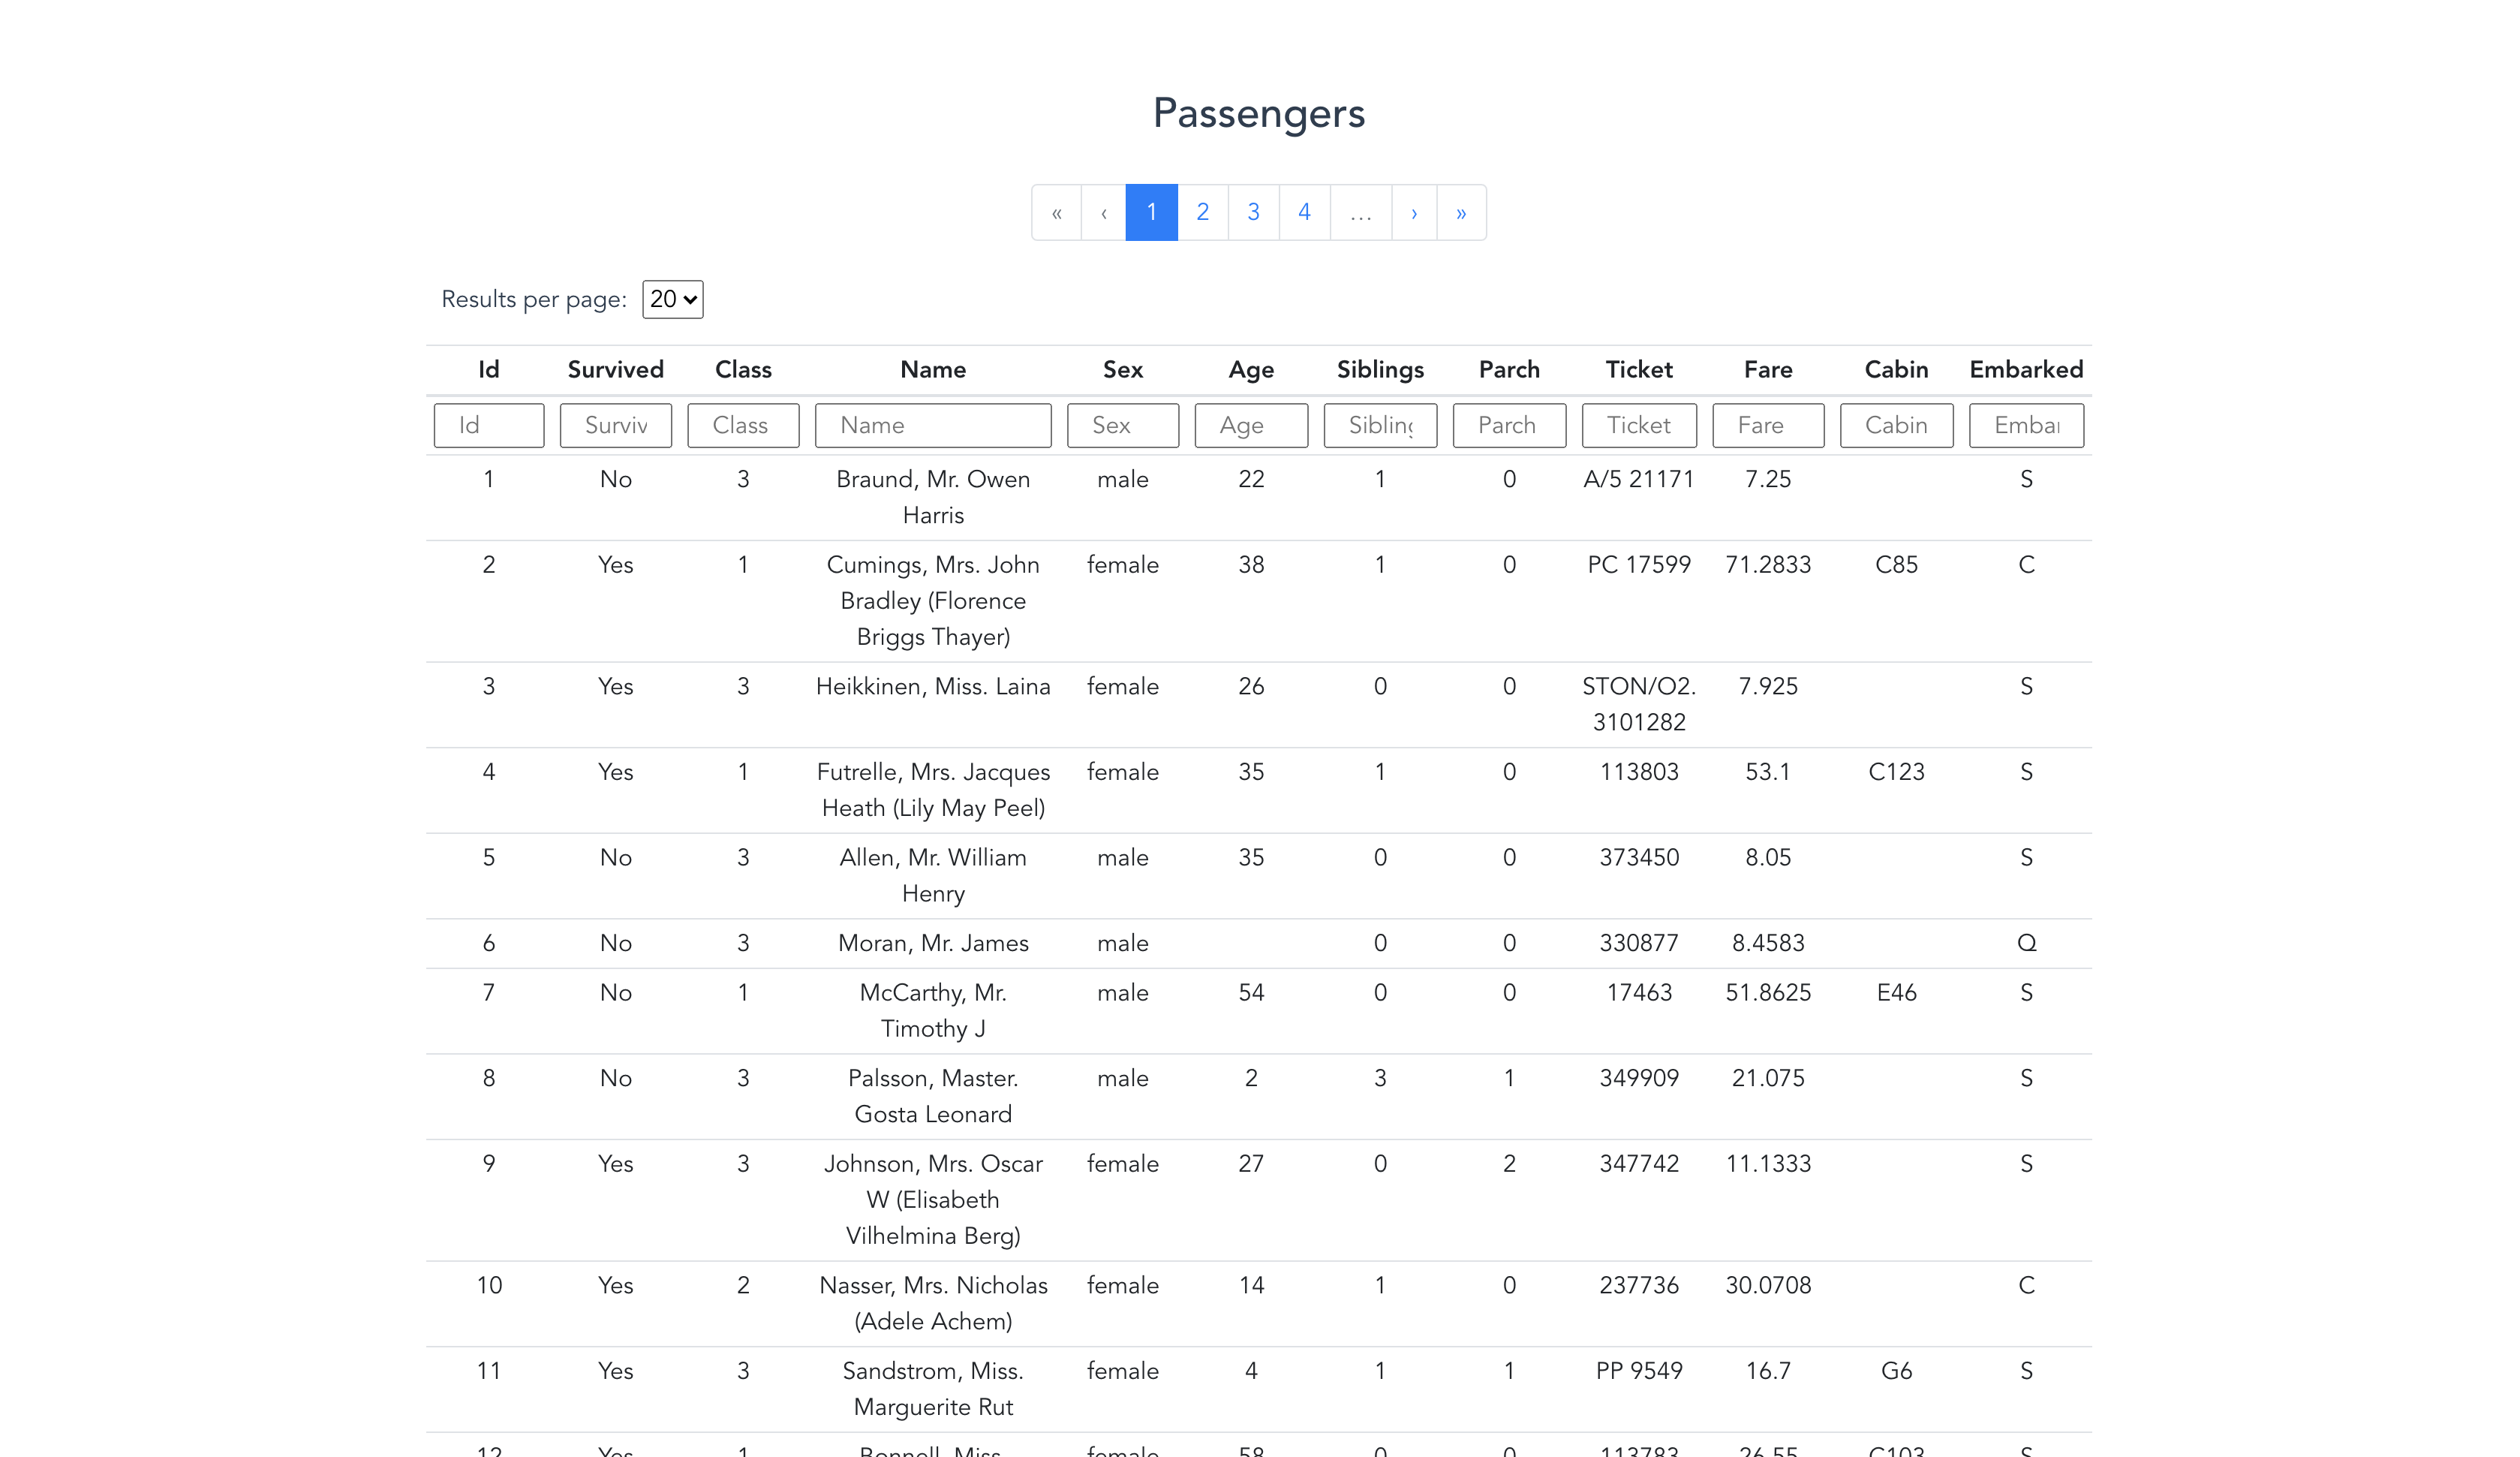 Passengers
« ‹ 1 2 3 4 … › »
Results per page: 20
Id Survived Class Name Sex Age Siblings Parch Ticket Fare Cabin Embarked
Id Surviv Class Name Sex Age Sibling Parch Ticket Fare Cabin Embar
1 No 3 Braund, Mr. Owen male 22 1 0 A/5 21171 7.25 S
Harris
2 Yes 1 Cumings, Mrs. John female 38 1 0 PC 17599 71.2833 C85 C
Bradley (Florence
Briggs Thayer)
3 Yes 3 Heikkinen, Miss. Laina female 26 0 0 STON/O2. 7.925 S
3101282
4 Yes 1 Futrelle, Mrs. Jacques female 35 1 0 113803 53.1 C123 S
Heath (Lily May Peel)
5 No 3 Allen, Mr. William male 35 0 0 373450 8.05 S
Henry
6 No 3 Moran, Mr. James male 0 0 330877 8.4583 Q
7 No 1 McCarthy, Mr. male 54 0 0 17463 51.8625 E46 S
Timothy J
8 No 3 Palsson, Master. male 2 3 1 349909 21.075 S
Gosta Leonard
9 Yes 3 Johnson, Mrs. Oscar female 27 0 2 347742 11.1333 S
W (Elisabeth
Vilhelmina Berg)
10 Yes 2 Nasser, Mrs. Nicholas female 14 1 0 237736 30.0708 C
(Adele Achem)
11 Yes 3 Sandstrom, Miss. female 4 1 1 PP 9549 16.7 G6 S
Marguerite Rut
12 Yes 1 Bonnell, Miss. female 58 0 0 113783 26.55 C103 S